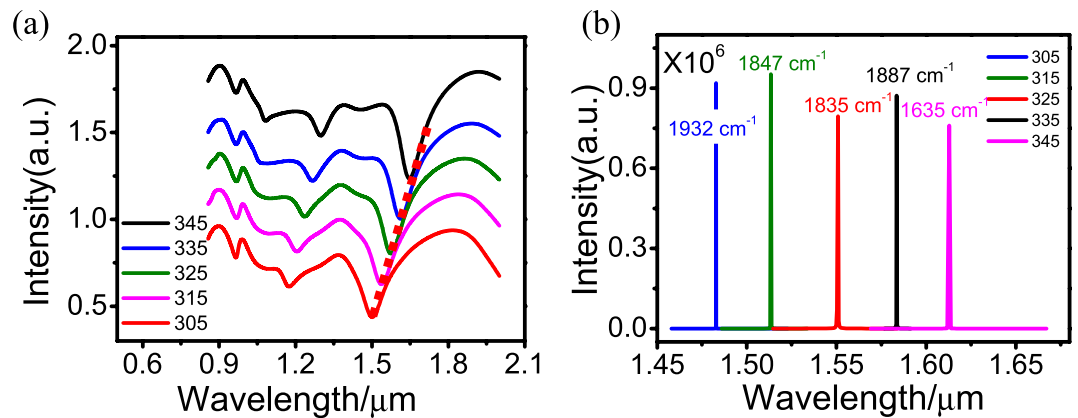 (a)
2.0
1.5
1.0
0.5
Intensity(a.u.)
345
335
325
315
305
0.6 0.9 1.2 1.5 1.8 2.1
Wavelength/μm
(b)
X10⁶
1847 cm⁻¹
1887 cm⁻¹
1932 cm⁻¹
1835 cm⁻¹
1635 cm⁻¹
305
315
325
335
345
0.9
0.6
0.3
0.0
Intensity(a.u.)
1.45 1.50 1.55 1.60 1.65
Wavelength/μm